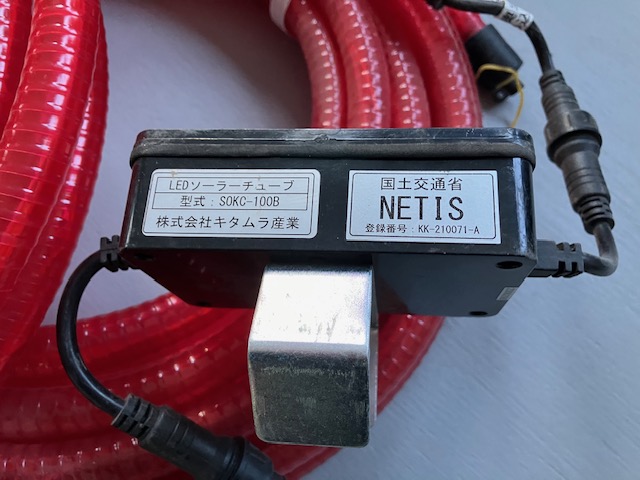 LEDソーラーチューブ
型式：SOKC-100B
株式会社キタムラ産業
国土交通省
NETIS
登録番号：KK-210071-A